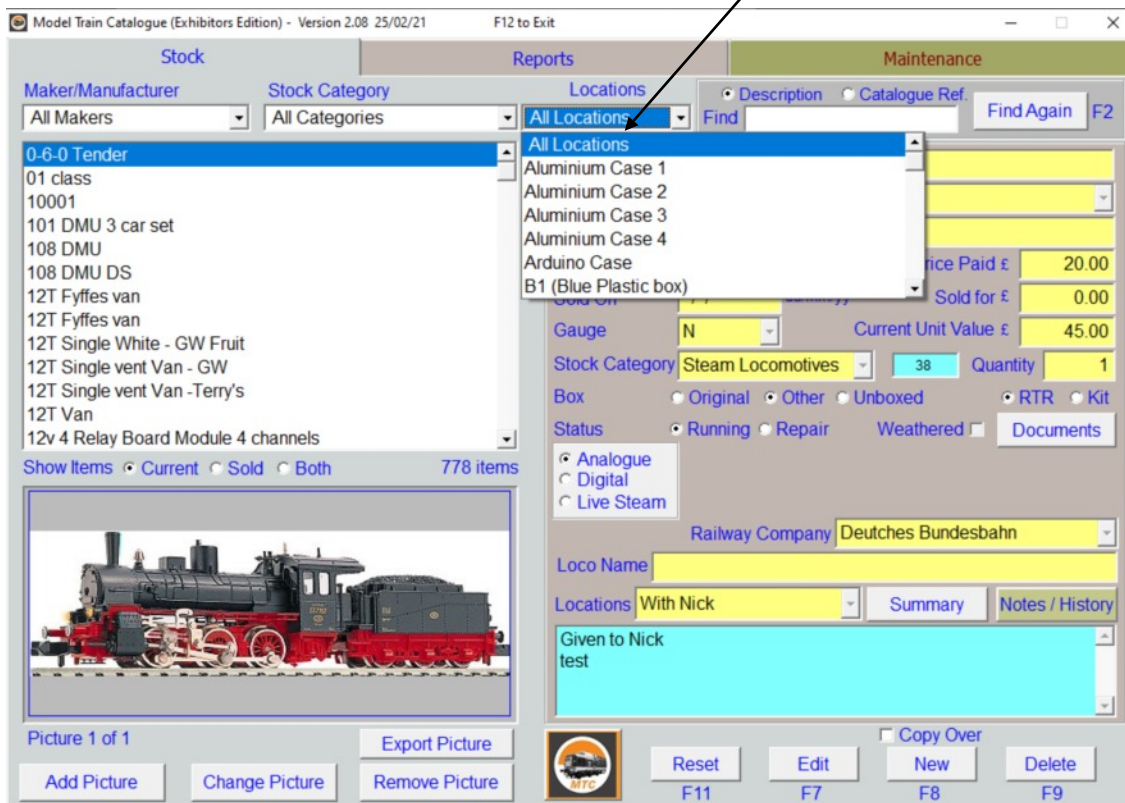 Model Train Catalogue (Exhibitors Edition) - Version 2.08 25/02/21 F12 to Exit
Stock Reports Maintenance
Maker/Manufacturer Stock Category Locations
Description Catalogue Ref.
All Makers All Categories All Locations Find Find Again F2
All Locations
Aluminium Case 1
Aluminium Case 2
Aluminium Case 3
Aluminium Case 4
Arduino Case
B1 (Blue Plastic box)
0-6-0 Tender
01 class
10001
101 DMU 3 car set
108 DMU
108 DMU DS
12T Fyffes van
12T Fyffes van
12T Single White - GW Fruit
12T Single vent Van - GW
12T Single vent Van -Terry's
12T Van
12v 4 Relay Board Module 4 channels
Show Items Current Sold Both 778 items
Paid £ 20.00
Sold On Sold for £ 0.00
Gauge N Current Unit Value £ 45.00
Stock Category Steam Locomotives 38 Quantity 1
Box Original Other Unboxed RTR Kit
Status Running Repair Weathered Documents
Analogue
Digital
Live Steam
Railway Company Deutches Bundesbahn
Loco Name
Locations With Nick Summary Notes / History
Given to Nick
test
Picture 1 of 1 Export Picture
Add Picture Change Picture Remove Picture
MTC
Copy Over
Reset Edit New Delete
F11 F7 F8 F9